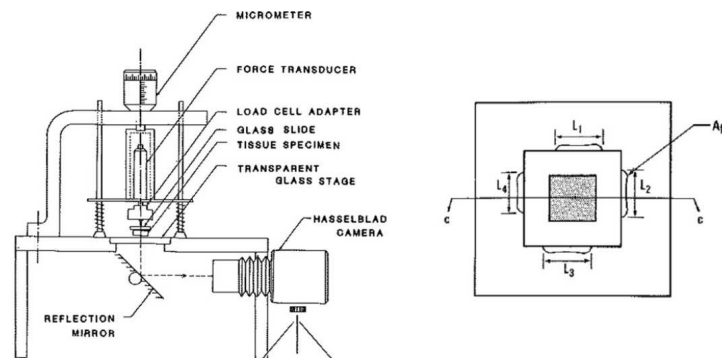 MICROMETER
FORCE TRANSDUCER
LOAD CELL ADAPTER
GLASS SLIDE
TISSUE SPECIMEN
TRANSPARENT
GLASS STAGE
HASSELBLAD
CAMERA
REFLECTION
MIRROR
L1
L4
L2
L3
C
C